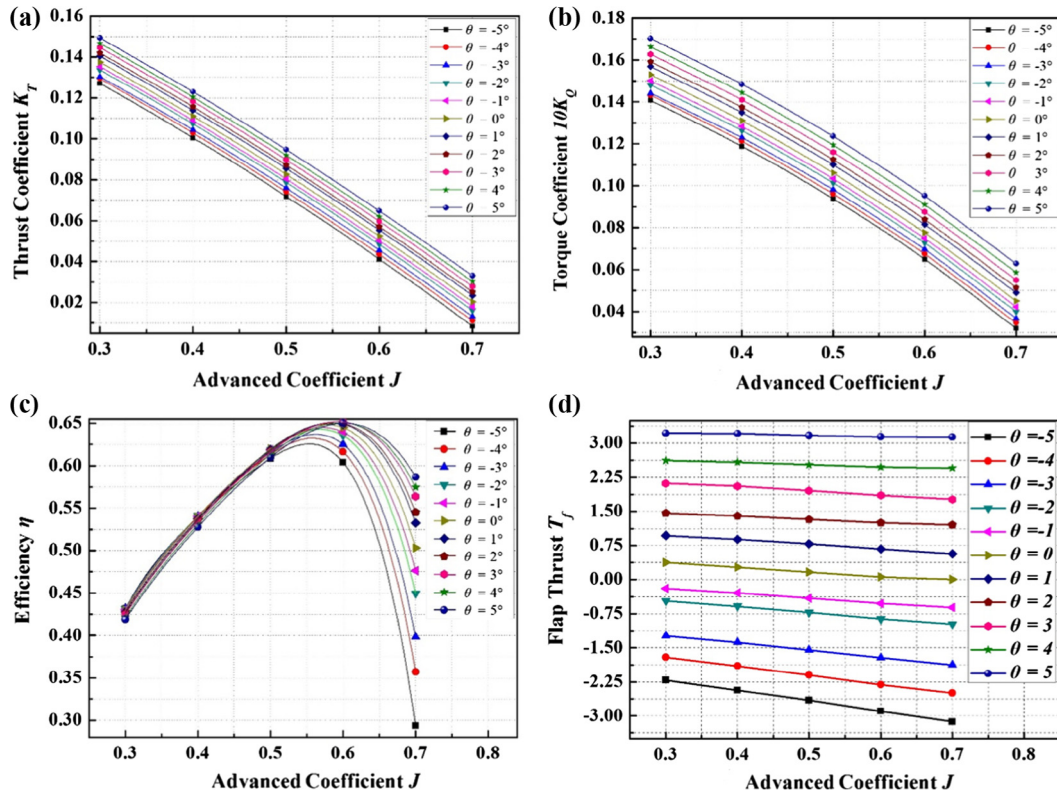 (a)
0.16
0.14
0.12
0.10
0.08
0.06
0.04
0.02
Thrust Coefficient K_T
0.3 0.4 0.5 0.6 0.7
Advanced Coefficient J
θ = -5°
θ = -4°
θ = -3°
θ = -2°
θ = -1°
θ = 0°
θ = 1°
θ = 2°
θ = 3°
θ = 4°
θ 5°
(b)
0.18
0.16
0.14
0.12
0.10
0.08
0.06
0.04
Torque Coefficient 10K_Q
0.3 0.4 0.5 0.6 0.7
Advanced Coefficient J
θ = -5°
θ = -4°
θ = -3°
θ = -2°
θ = -1°
θ = 0°
θ = 1°
θ = 2°
θ 3°
θ = 4°
θ = 5°
(c)
0.65
0.60
0.55
0.50
0.45
0.40
0.35
0.30
Efficiency η
0.3 0.4 0.5 0.6 0.7 0.8
Advanced Coefficient J
θ = -5°
θ = -4°
θ = -3°
θ = -2°
θ = -1°
θ = 0°
θ = 1°
θ = 2°
θ = 3°
θ = 4°
θ = 5°
(d)
3.00
2.25
1.50
0.75
0.00
-0.75
-1.50
-2.25
-3.00
Flap Thrust T_f
0.3 0.4 0.5 0.6 0.7 0.8
Advanced Coefficient J
θ =-5
θ =-4
θ =-3
θ =-2
θ =-1
θ = 0
θ = 1
θ = 2
θ = 3
θ = 4
θ = 5